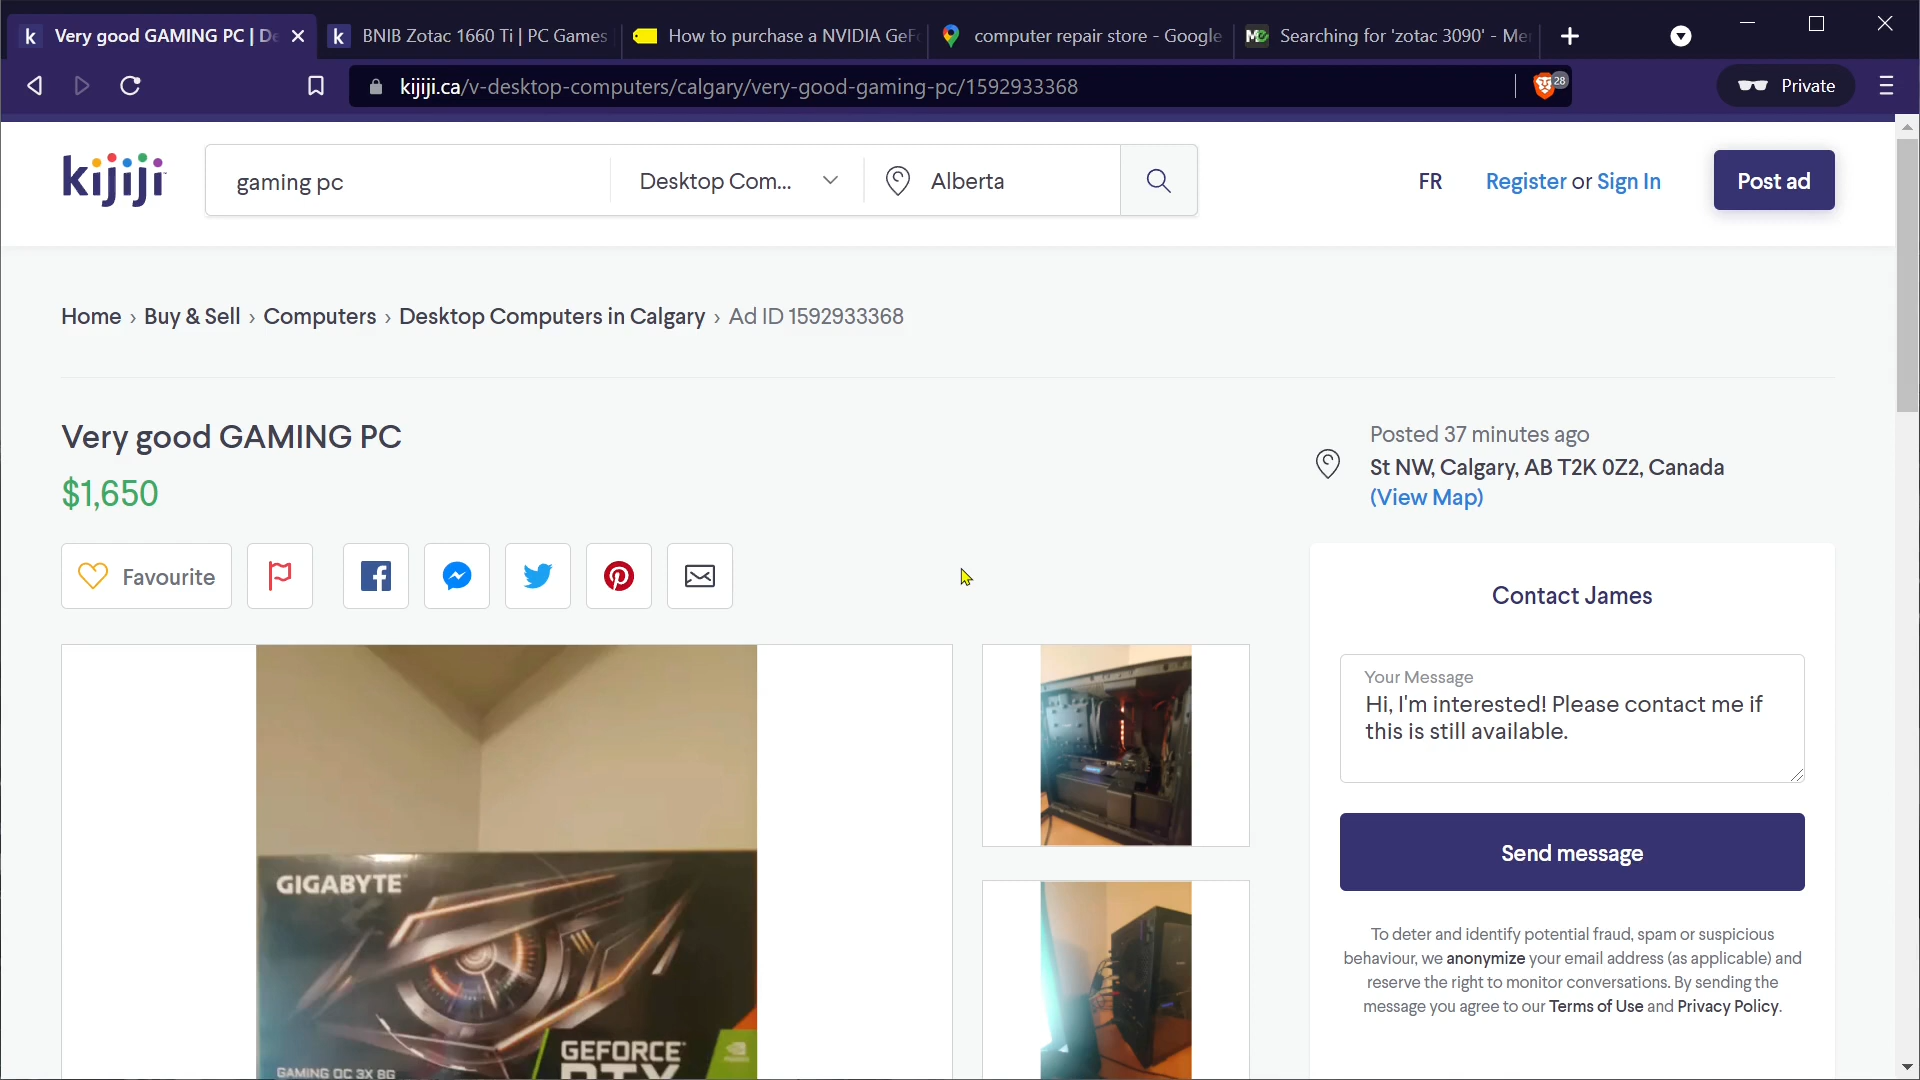 Very good GAMING PC | De
BNIB Zotac 1660 Ti | PC Games
How to purchase a NVIDIA GeFo
computer repair store - Google
Searching for 'zotac 3090' - Me
kijiji.ca/v-desktop-computers/calgary/very-good-gaming-pc/1592933368
28
Private
kijiji
gaming pc
Desktop Com...
Alberta
FR
Register or Sign In
Post ad
Home › Buy & Sell › Computers › Desktop Computers in Calgary › Ad ID 1592933368
Very good GAMING PC
$1,650
Posted 37 minutes ago
St NW, Calgary, AB T2K 0Z2, Canada
(View Map)
Favourite
Contact James
Your Message
Hi, I'm interested! Please contact me if
this is still available.
Send message
To deter and identify potential fraud, spam or suspicious
behaviour, we anonymize your email address (as applicable) and
reserve the right to monitor conversations. By sending the
message you agree to our Terms of Use and Privacy Policy.
GIGABYTE
GEFORCE
RTX
GAMING OC 3X 8G